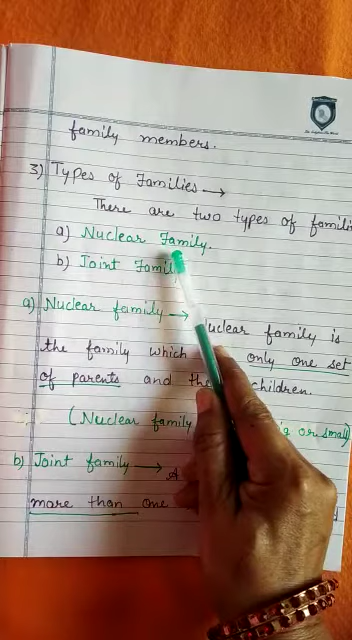 family members.
3) Types of Families →
There are two types of famili
a) Nuclear Family.
b) Joint Famil
a) Nuclear family → uclear family is
the family which only one set
of parents and the children.
(Nuclear family g or small)
b) Joint family → A
more than one